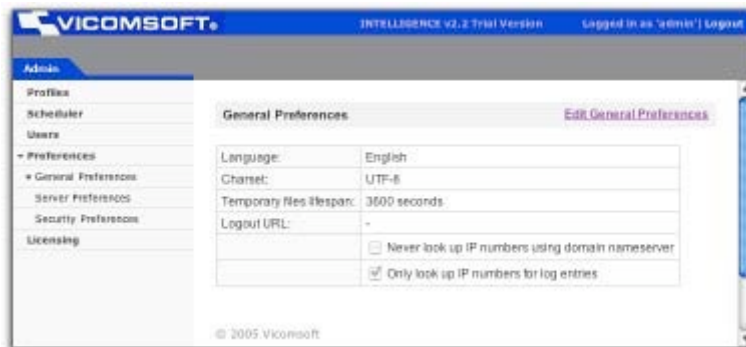 VICOMSOFT.
INTELLIGENCE v2.2 Trial Version
Logged in as 'admin' | Logout
Admin
Profiles
Scheduler
Users
Preferences
General Preferences
Server Preferences
Security Preferences
Licensing
General Preferences
Edit General Preferences
Language: English
Charset: UTF-8
Temporary files lifespan: 3600 seconds
Logout URL: -
Never look up IP numbers using domain nameserver
Only look up IP numbers for log entries
© 2005 Vicomsoft